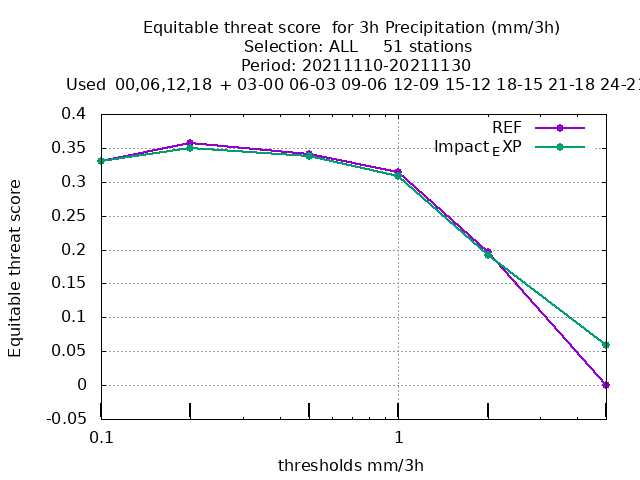 Equitable threat score  for 3h Precipitation (mm/3h)
Selection: ALL     51 stations
Period: 20211110-20211130
Used  00,06,12,18  + 03-00 06-03 09-06 12-09  15-12 18-15 21-18 24-21
REF
Impact EXP
0.4
0.35
0.3
0.25
0.2
0.15
0.1
0.05
0
-0.05
0.1
1
Equitable threat score
thresholds mm/3h